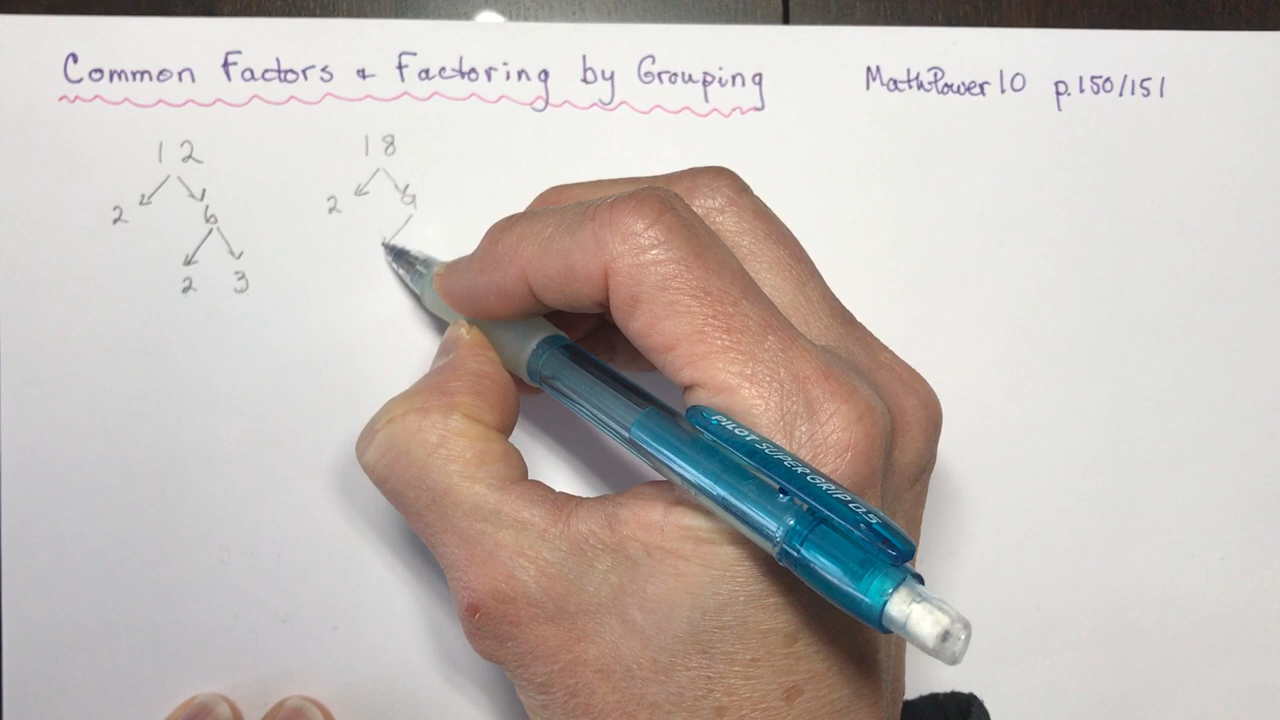 Common Factors & Factoring by Grouping
MathPower 10 p.150/151
12
2 6
2 3
18
2 9
PILOT SUPER GRIP 0.5